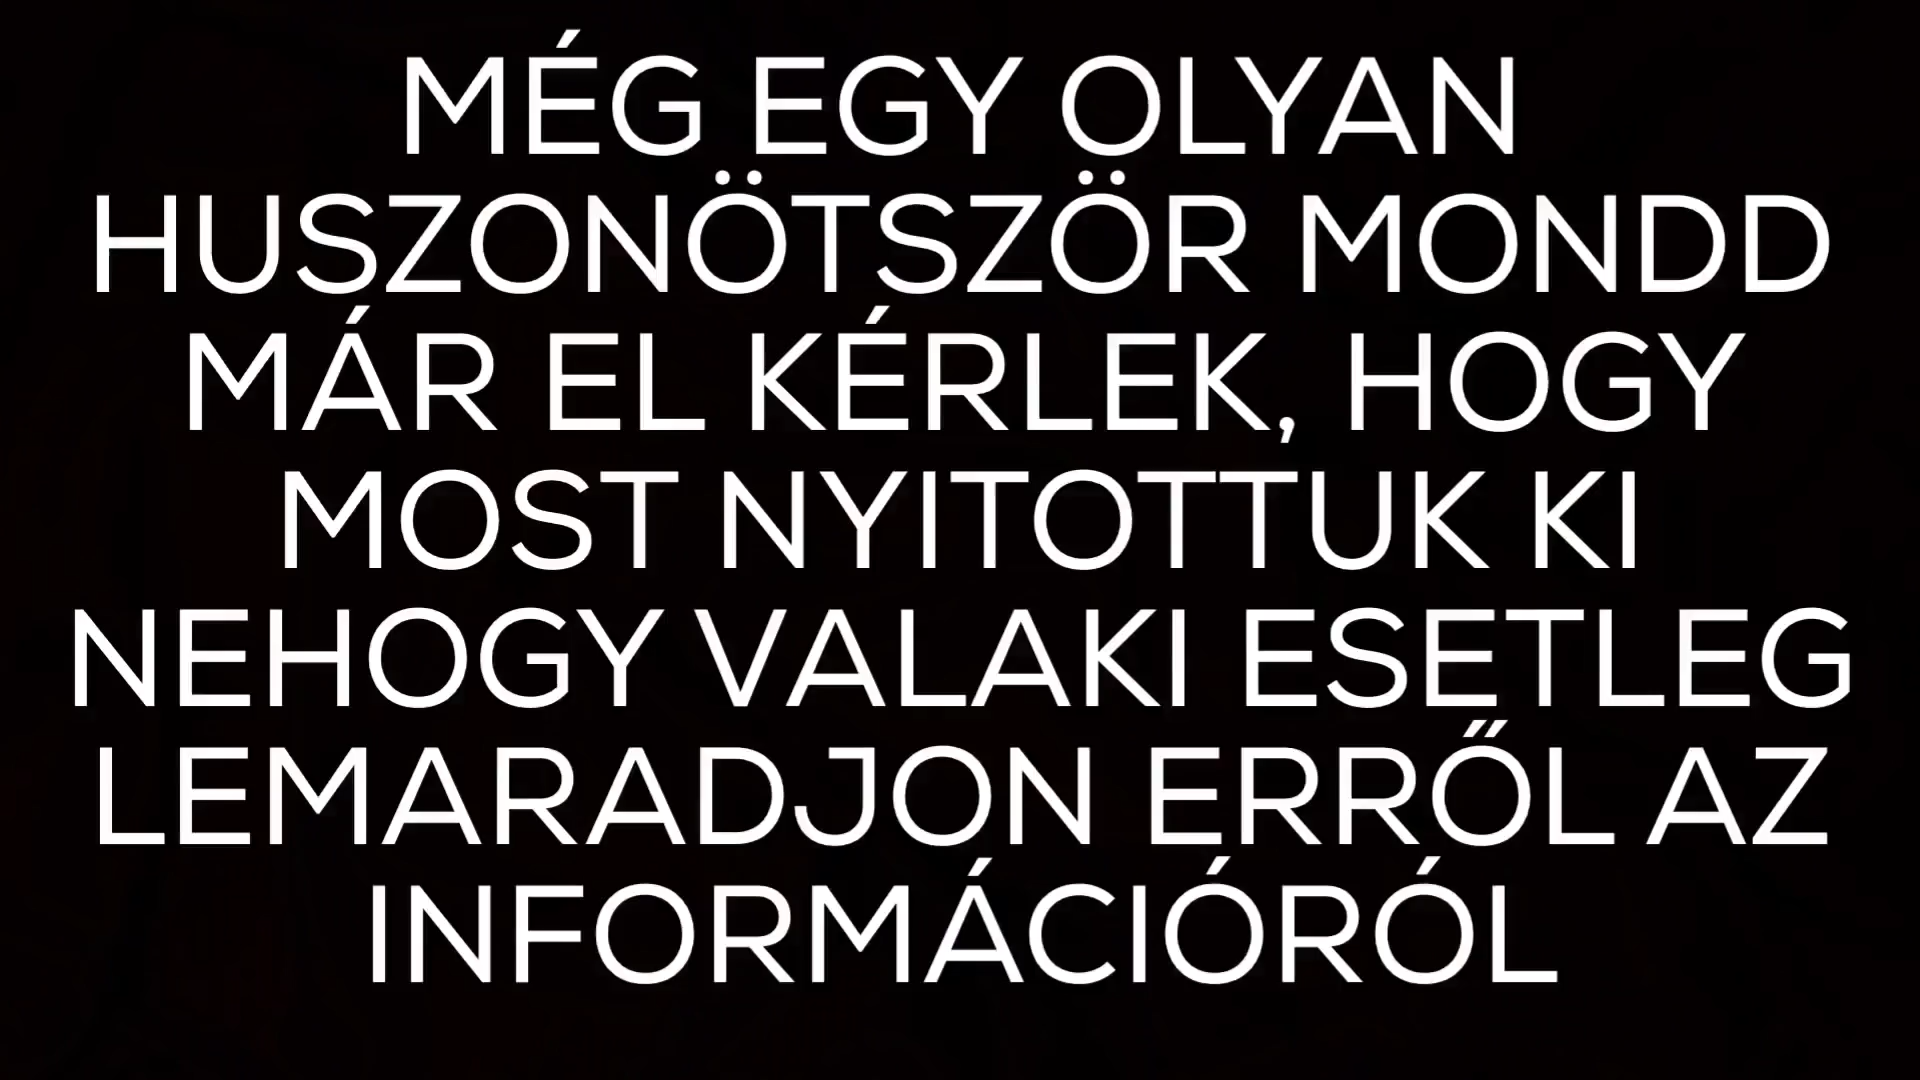 MÉG EGY OLYAN
HUSZONÖTSZÖR MONDD
MÁR EL KÉRLEK, HOGY
MOST NYITOTTUK KI
NEHOGY VALAKI ESETLEG
LEMARADJON ERRŐL AZ
INFORMÁCIÓRÓL